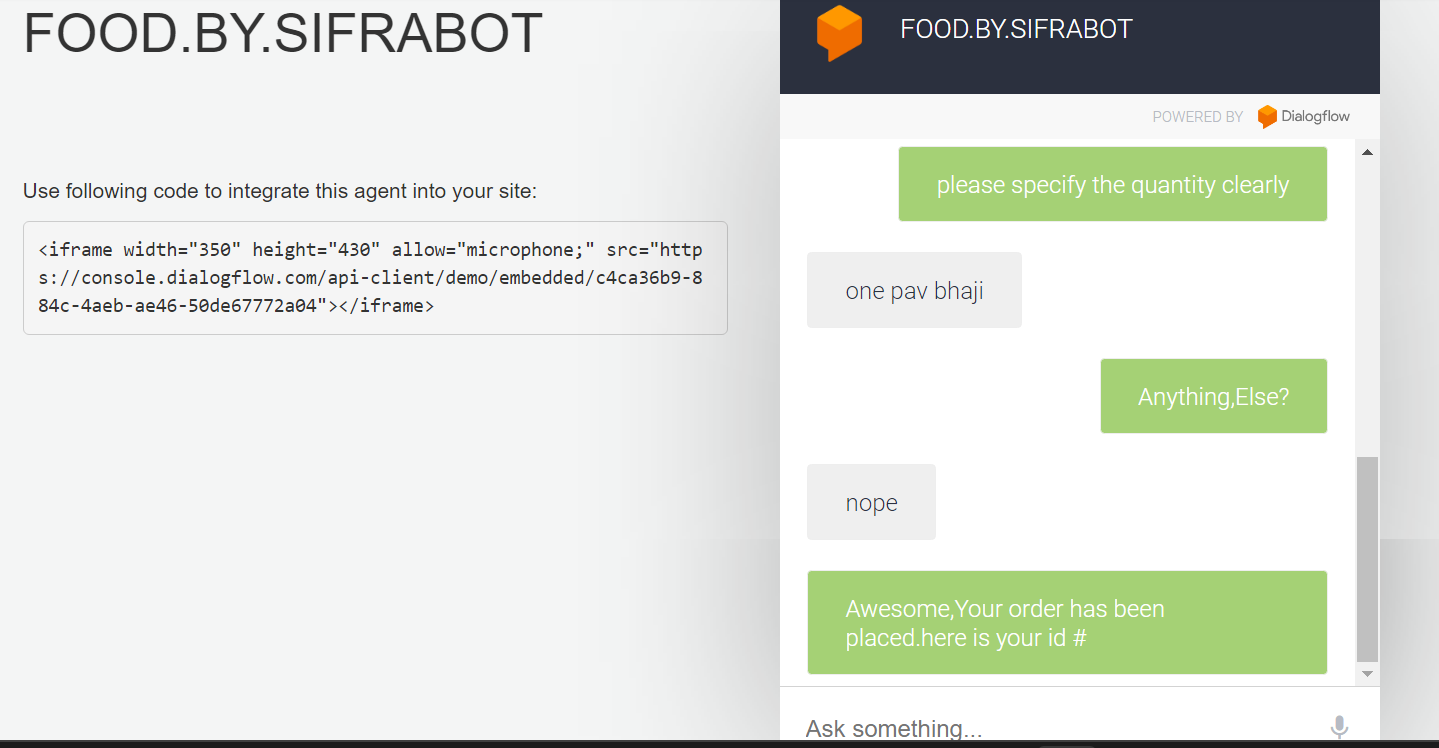 FOOD.BY.SIFRABOT
Use following code to integrate this agent into your site:
<iframe width="350" height="430" allow="microphone;" src="http
s://console.dialogflow.com/api-client/demo/embedded/c4ca36b9-8
84c-4aeb-ae46-50de67772a04"></iframe>
FOOD.BY.SIFRABOT
POWERED BY Dialogflow
please specify the quantity clearly
one pav bhaji
Anything,Else?
nope
Awesome,Your order has been
placed.here is your id #
Ask something...